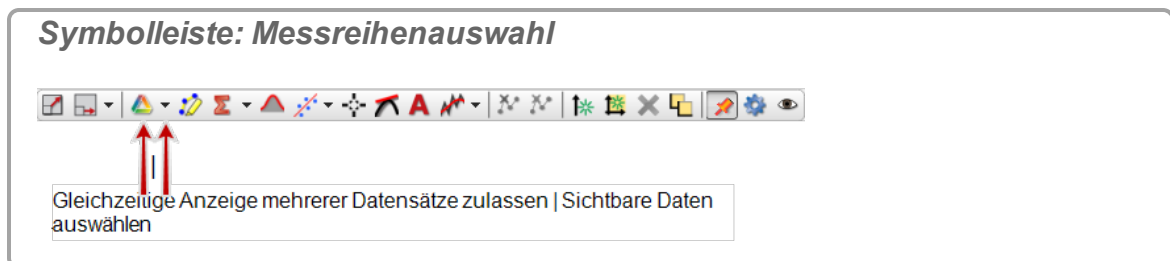 Symbolleiste: Messreihenauswahl
Σ A
|
Gleichzeitige Anzeige mehrerer Datensätze zulassen | Sichtbare Daten
auswählen